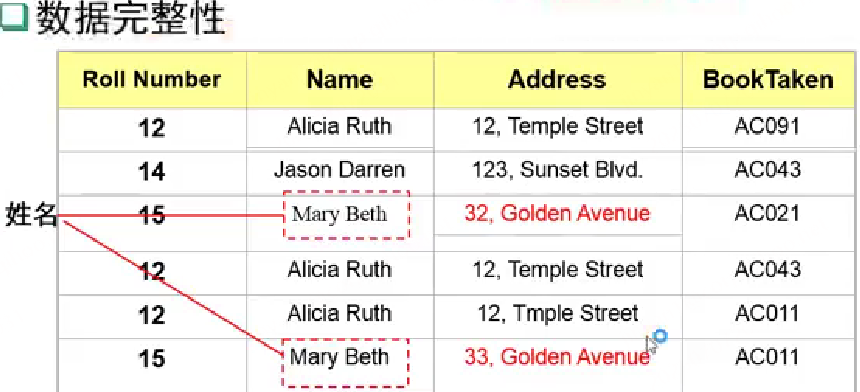 数据完整性
Roll Number Name Address BookTaken
12 Alicia Ruth 12, Temple Street AC091
14 Jason Darren 123, Sunset Blvd. AC043
姓名 15 Mary Beth 32, Golden Avenue AC021
12 Alicia Ruth 12, Temple Street AC043
12 Alicia Ruth 12, Tmple Street AC011
15 Mary Beth 33, Golden Avenue AC011